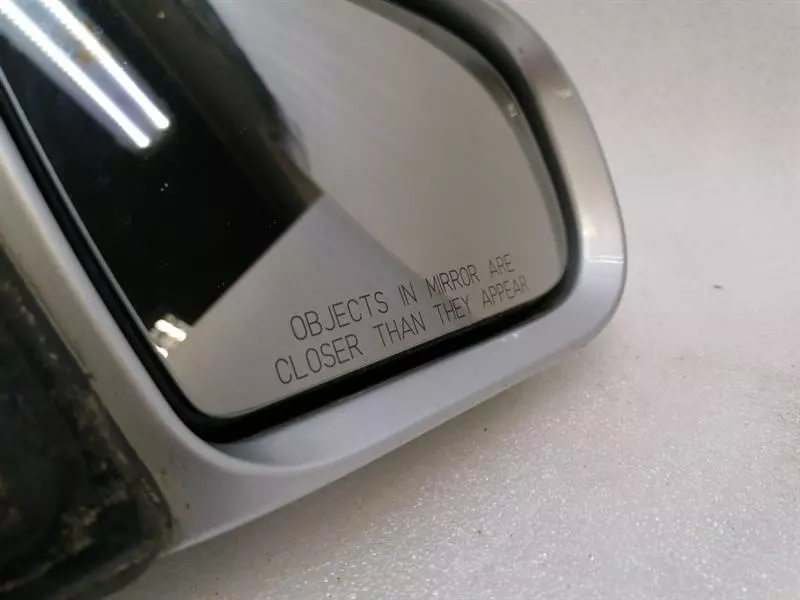 OBJECTS IN MIRROR ARE
CLOSER THAN THEY APPEAR